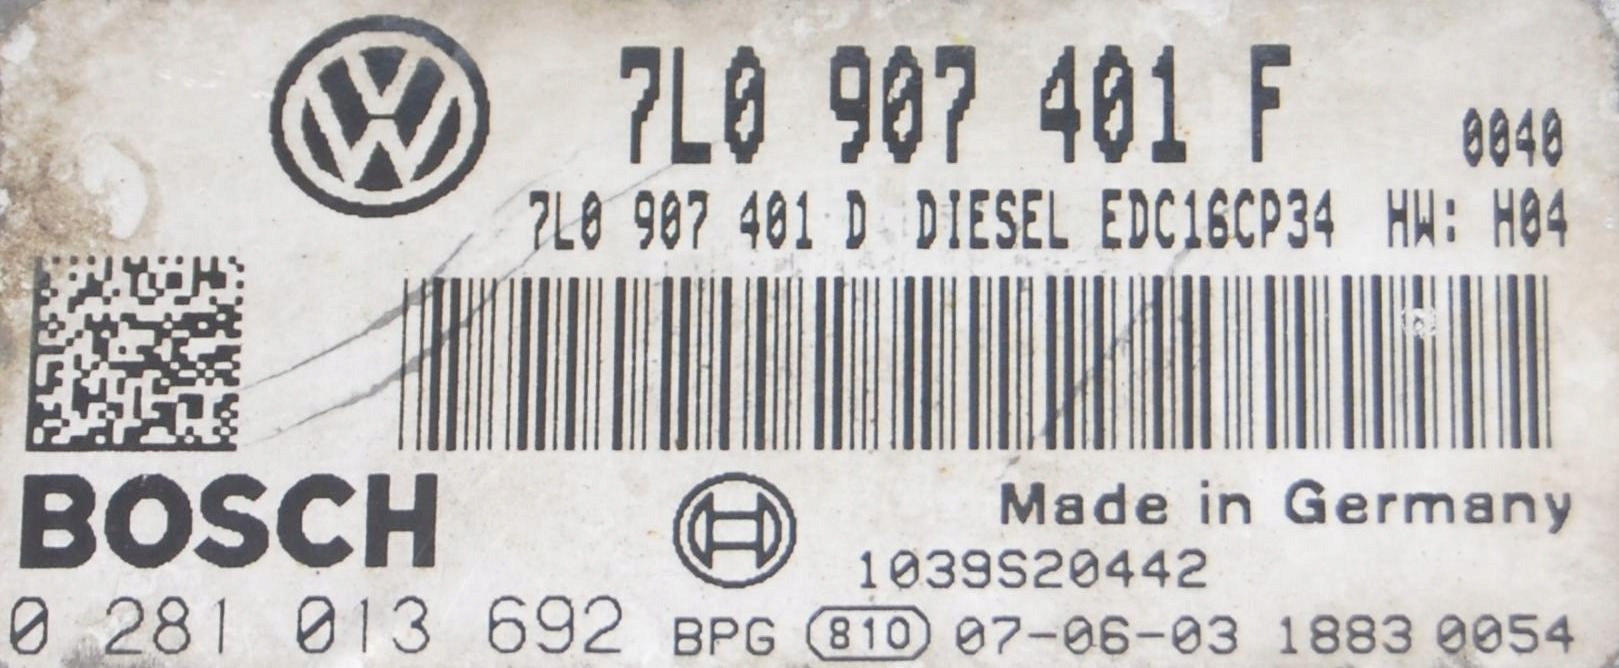 7L0 907 401 F 0040
7L0 907 401 D DIESEL EDC16CP34 HW: H04
BOSCH
Made in Germany
1039S20442
0 281 013 692 BPG 810 07-06-03 1883 0054